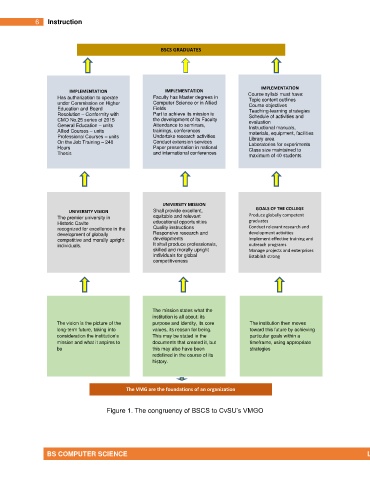 6 Instruction
BSCS GRADUATES
IMPLEMENTATION
Has authorization to operate
under Commission on Higher
Education and Board
Resolution – Conformity with
CMO No.25 series of 2015
General Education – units
Allied Courses – units
Professional Courses – units
On the Job Training – 240
Hours
Thesis
IMPLEMENTATION
Faculty has Master degrees in
Computer Science or in Allied
Fields
Part to achieve its mission is
the development of its Faculty
Attendance to seminars,
trainings, conferences
Undertake research activities
Conduct extension services
Paper presentation in national
and international conferences
IMPLEMENTATION
Course syllabi must have:
Topic content outlines
Course objectives
Teaching-learning strategies
Schedule of activities and
evaluation
Instructional manuals,
materials, equipment, facilities
Library area
Laboratories for experiments
Class size maintained to
maximum of 40 students
UNIVERSITY VISION
The premier university in
Historic Cavite
recognized for excellence in the
development of globally
competitive and morally upright
individuals.
UNIVERSITY MISSION
Shall provide excellent,
equitable and relevant
educational opportunities
Quality instructions
Responsive research and
developments
It shall produce professionals,
skilled and morally upright
individuals for global
competitiveness
GOALS OF THE COLLEGE
Produce globally competent
graduates
Conduct relevant research and
development activities
Implement effective training and
outreach programs
Manage projects and enterprises
Establish strong
The vision is the picture of the
long-term future, taking into
consideration the institution's
mission and what it aspires to
be
The mission states what the
institution is all about: its
purpose and identity, its core
values, its reason for being.
This may be stated in the
documents that created it, but
this may also have been
redefined in the course of its
history.
The institution then moves
toward this future by achieving
particular goals within a
timeframe, using appropriate
strategies
The VMG are the foundations of an organization
Figure 1. The congruency of BSCS to CvSU's VMGO
BS COMPUTER SCIENCE